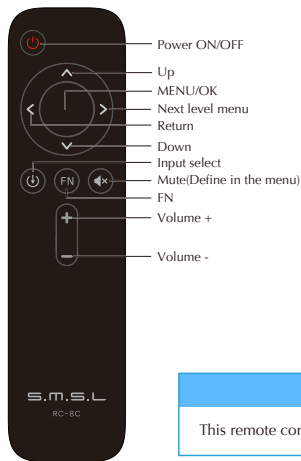 Power ON/OFF
Up
MENU/OK
Next level menu
Return
Down
Input select
Mute(Define in the menu)
FN
FN
Volume +
Volume -
S.M.S.L
RC-8C
This remote con